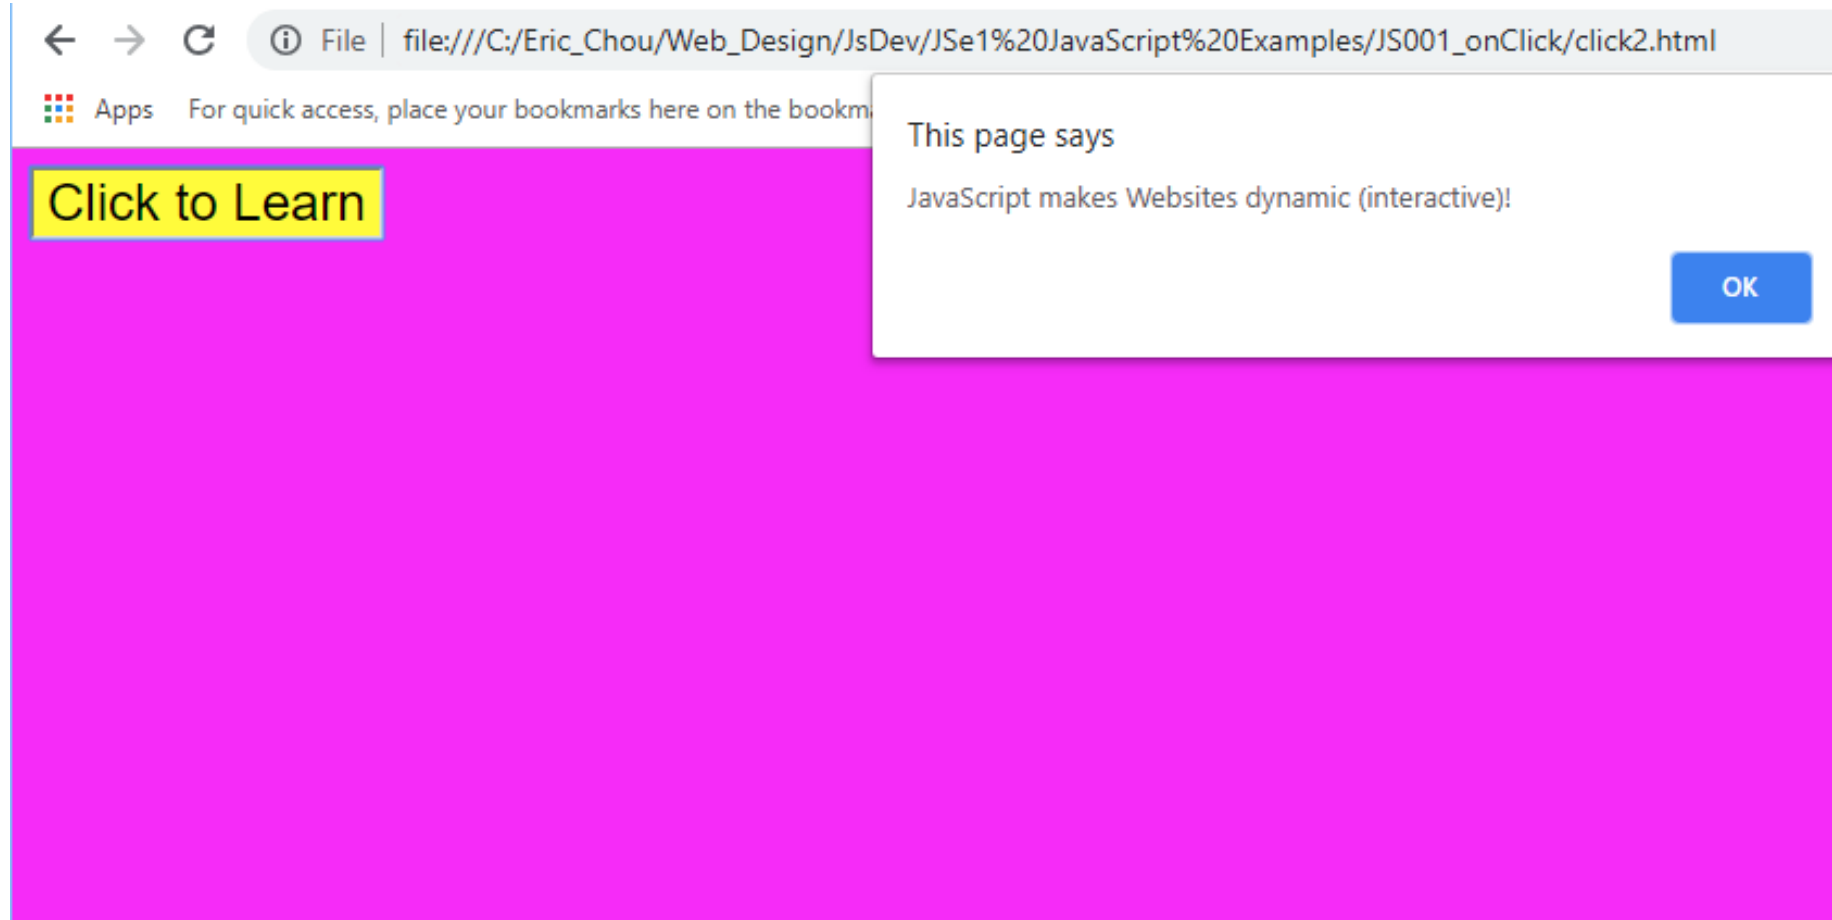 File file:///C:/Eric_Chou/Web_Design/JsDev/JSe1%20JavaScript%20Examples/JS001_onClick/click2.html
Apps For quick access, place your bookmarks here on the
This page says
JavaScript makes Websites dynamic (interactive)!
OK
Click to Learn